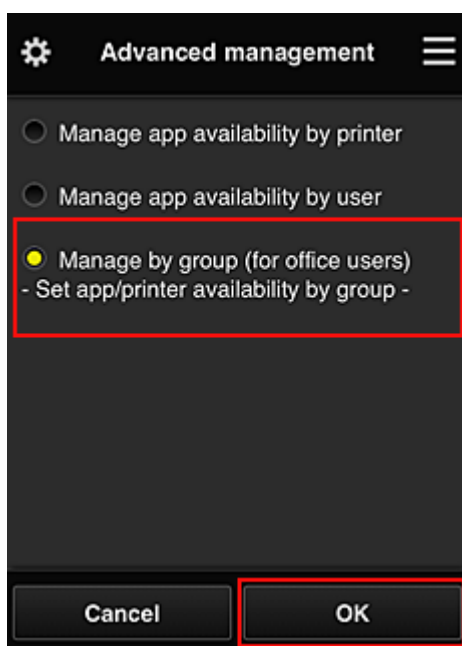 Advanced management
Manage app availability by printer
Manage app availability by user
Manage by group (for office users)
- Set app/printer availability by group -
Cancel
OK